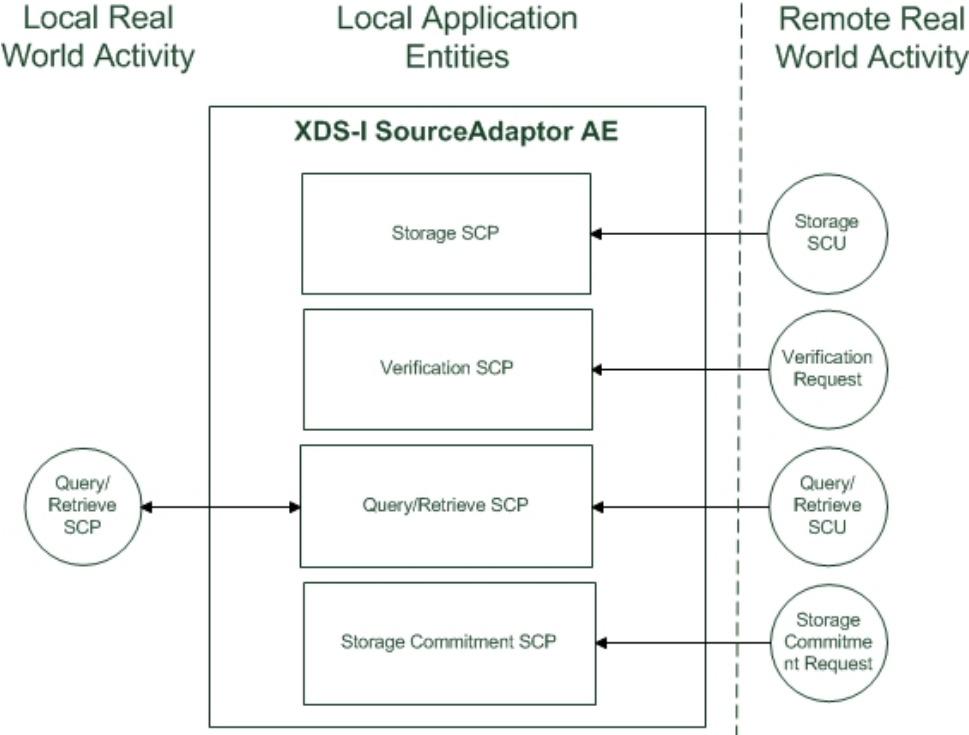 Local Real
World Activity
Local Application
Entities
Remote Real
World Activity
XDS-I SourceAdaptor AE
Storage SCP
Storage
SCU
Verification SCP
Verification
Request
Query/
Retrieve
SCP
Query/Retrieve SCP
Query/
Retrieve
SCU
Storage Commitment SCP
Storage
Commitme
nt Request